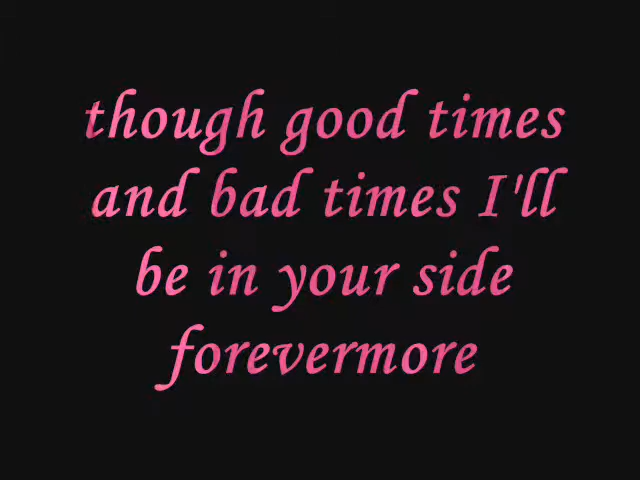 though good times
and bad times I'll
be in your side
forevermore